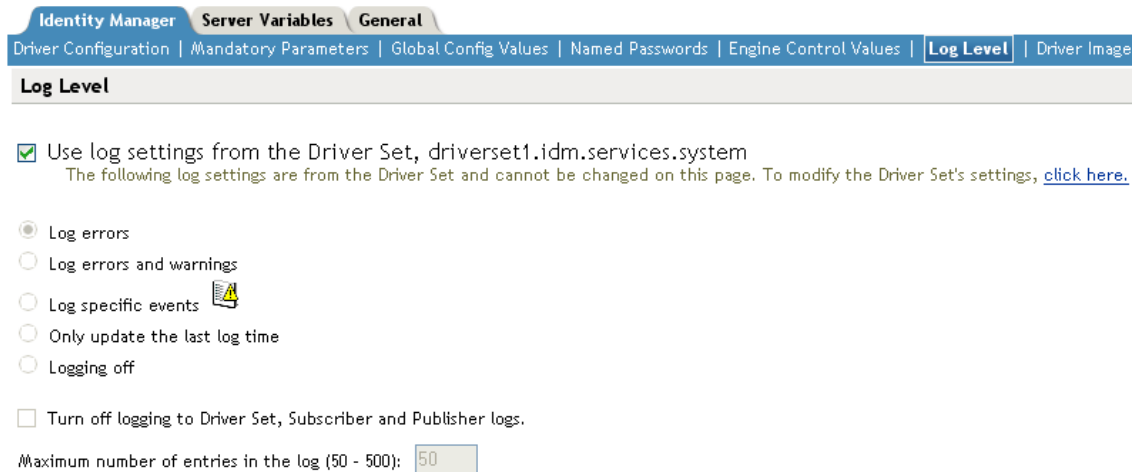 Identity Manager Server Variables General
Driver Configuration | Mandatory Parameters | Global Config Values | Named Passwords | Engine Control Values | Log Level | Driver Image
Log Level
Use log settings from the Driver Set, driverset1.idm.services.system
The following log settings are from the Driver Set and cannot be changed on this page. To modify the Driver Set's settings, click here.
Log errors
Log errors and warnings
Log specific events
Only update the last log time
Logging off
Turn off logging to Driver Set, Subscriber and Publisher logs.
Maximum number of entries in the log (50 - 500): 50